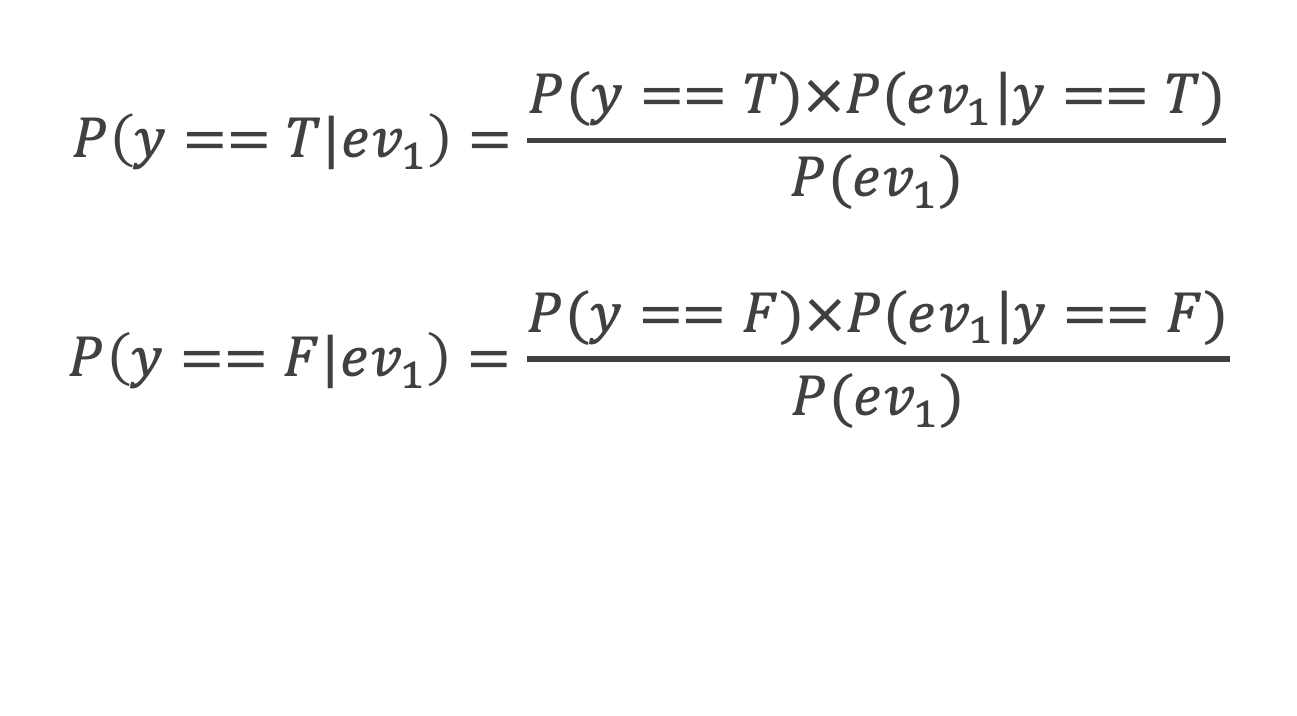 P(y == T|ev₁) = P(y == T)×P(ev₁|y == T) / P(ev₁)
P(y == F|ev₁) = P(y == F)×P(ev₁|y == F) / P(ev₁)